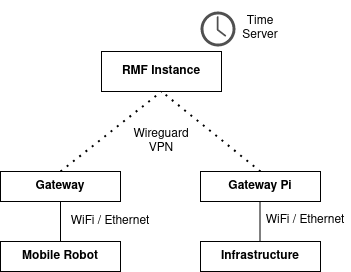 Time
Server
RMF Instance
Wireguard
VPN
Gateway
Gateway Pi
WiFi / Ethernet
WiFi / Ethernet
Mobile Robot
Infrastructure